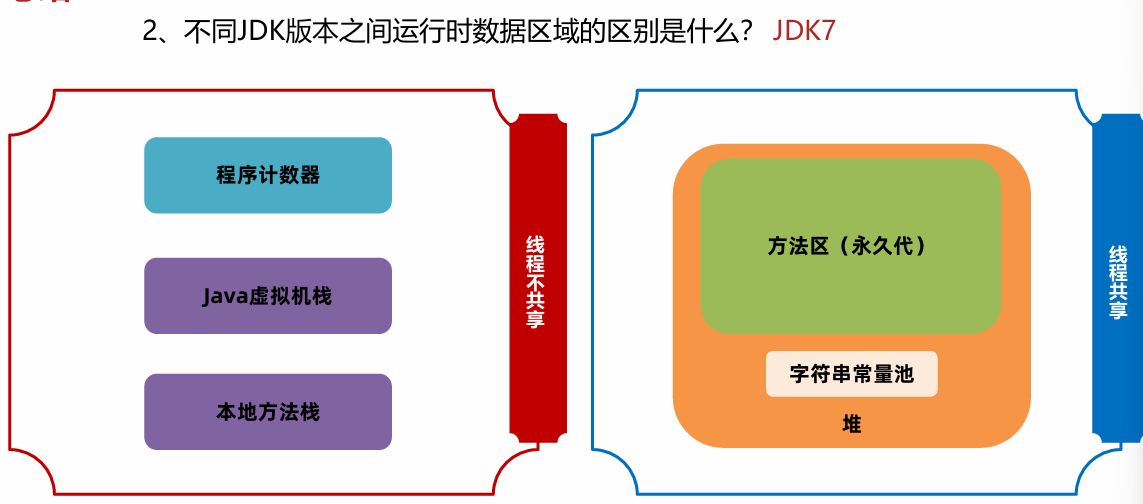 2、不同JDK版本之间运行时数据区域的区别是什么? JDK7
程序计数器
Java虚拟机栈
本地方法栈
线程不共享
方法区（永久代）
字符串常量池
堆
线程共享